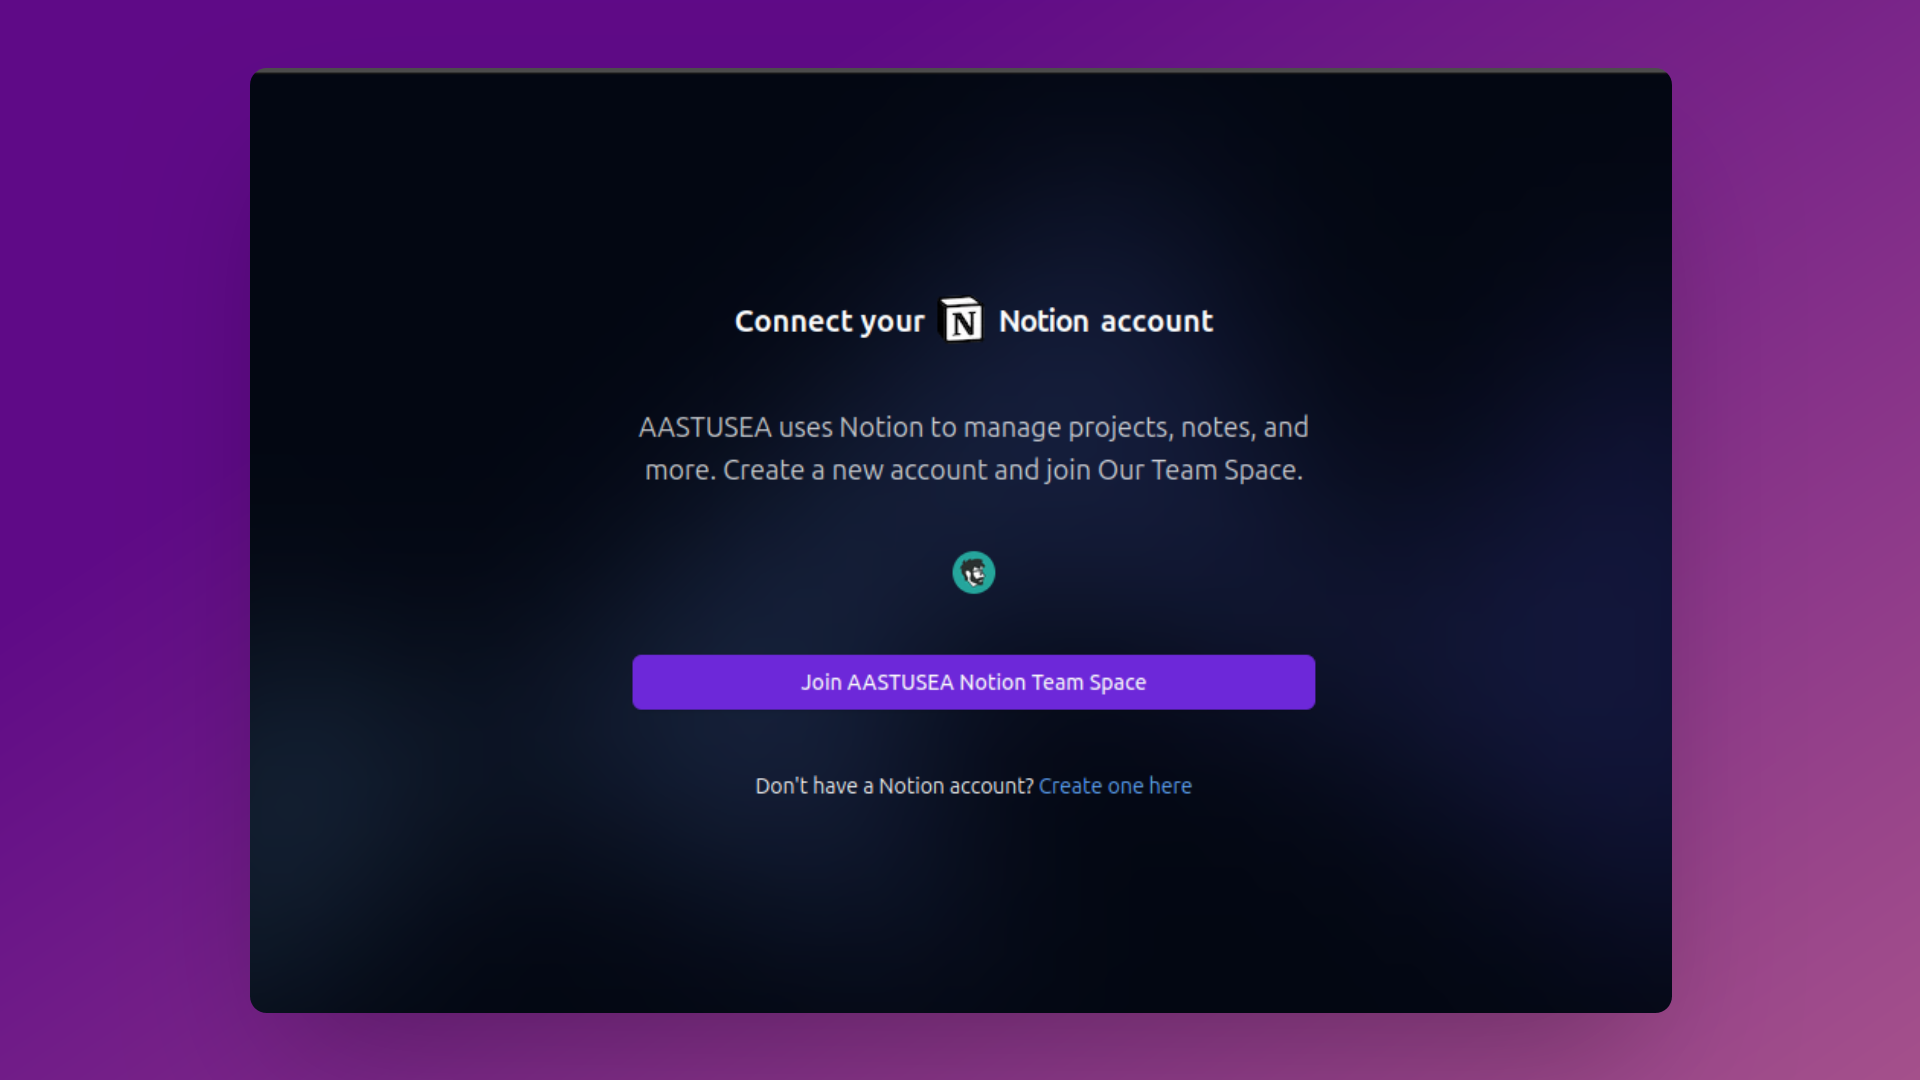 Connect your N Notion account
AASTUSEA uses Notion to manage projects, notes, and
more. Create a new account and join Our Team Space.
Join AASTUSEA Notion Team Space
Don't have a Notion account? Create one here